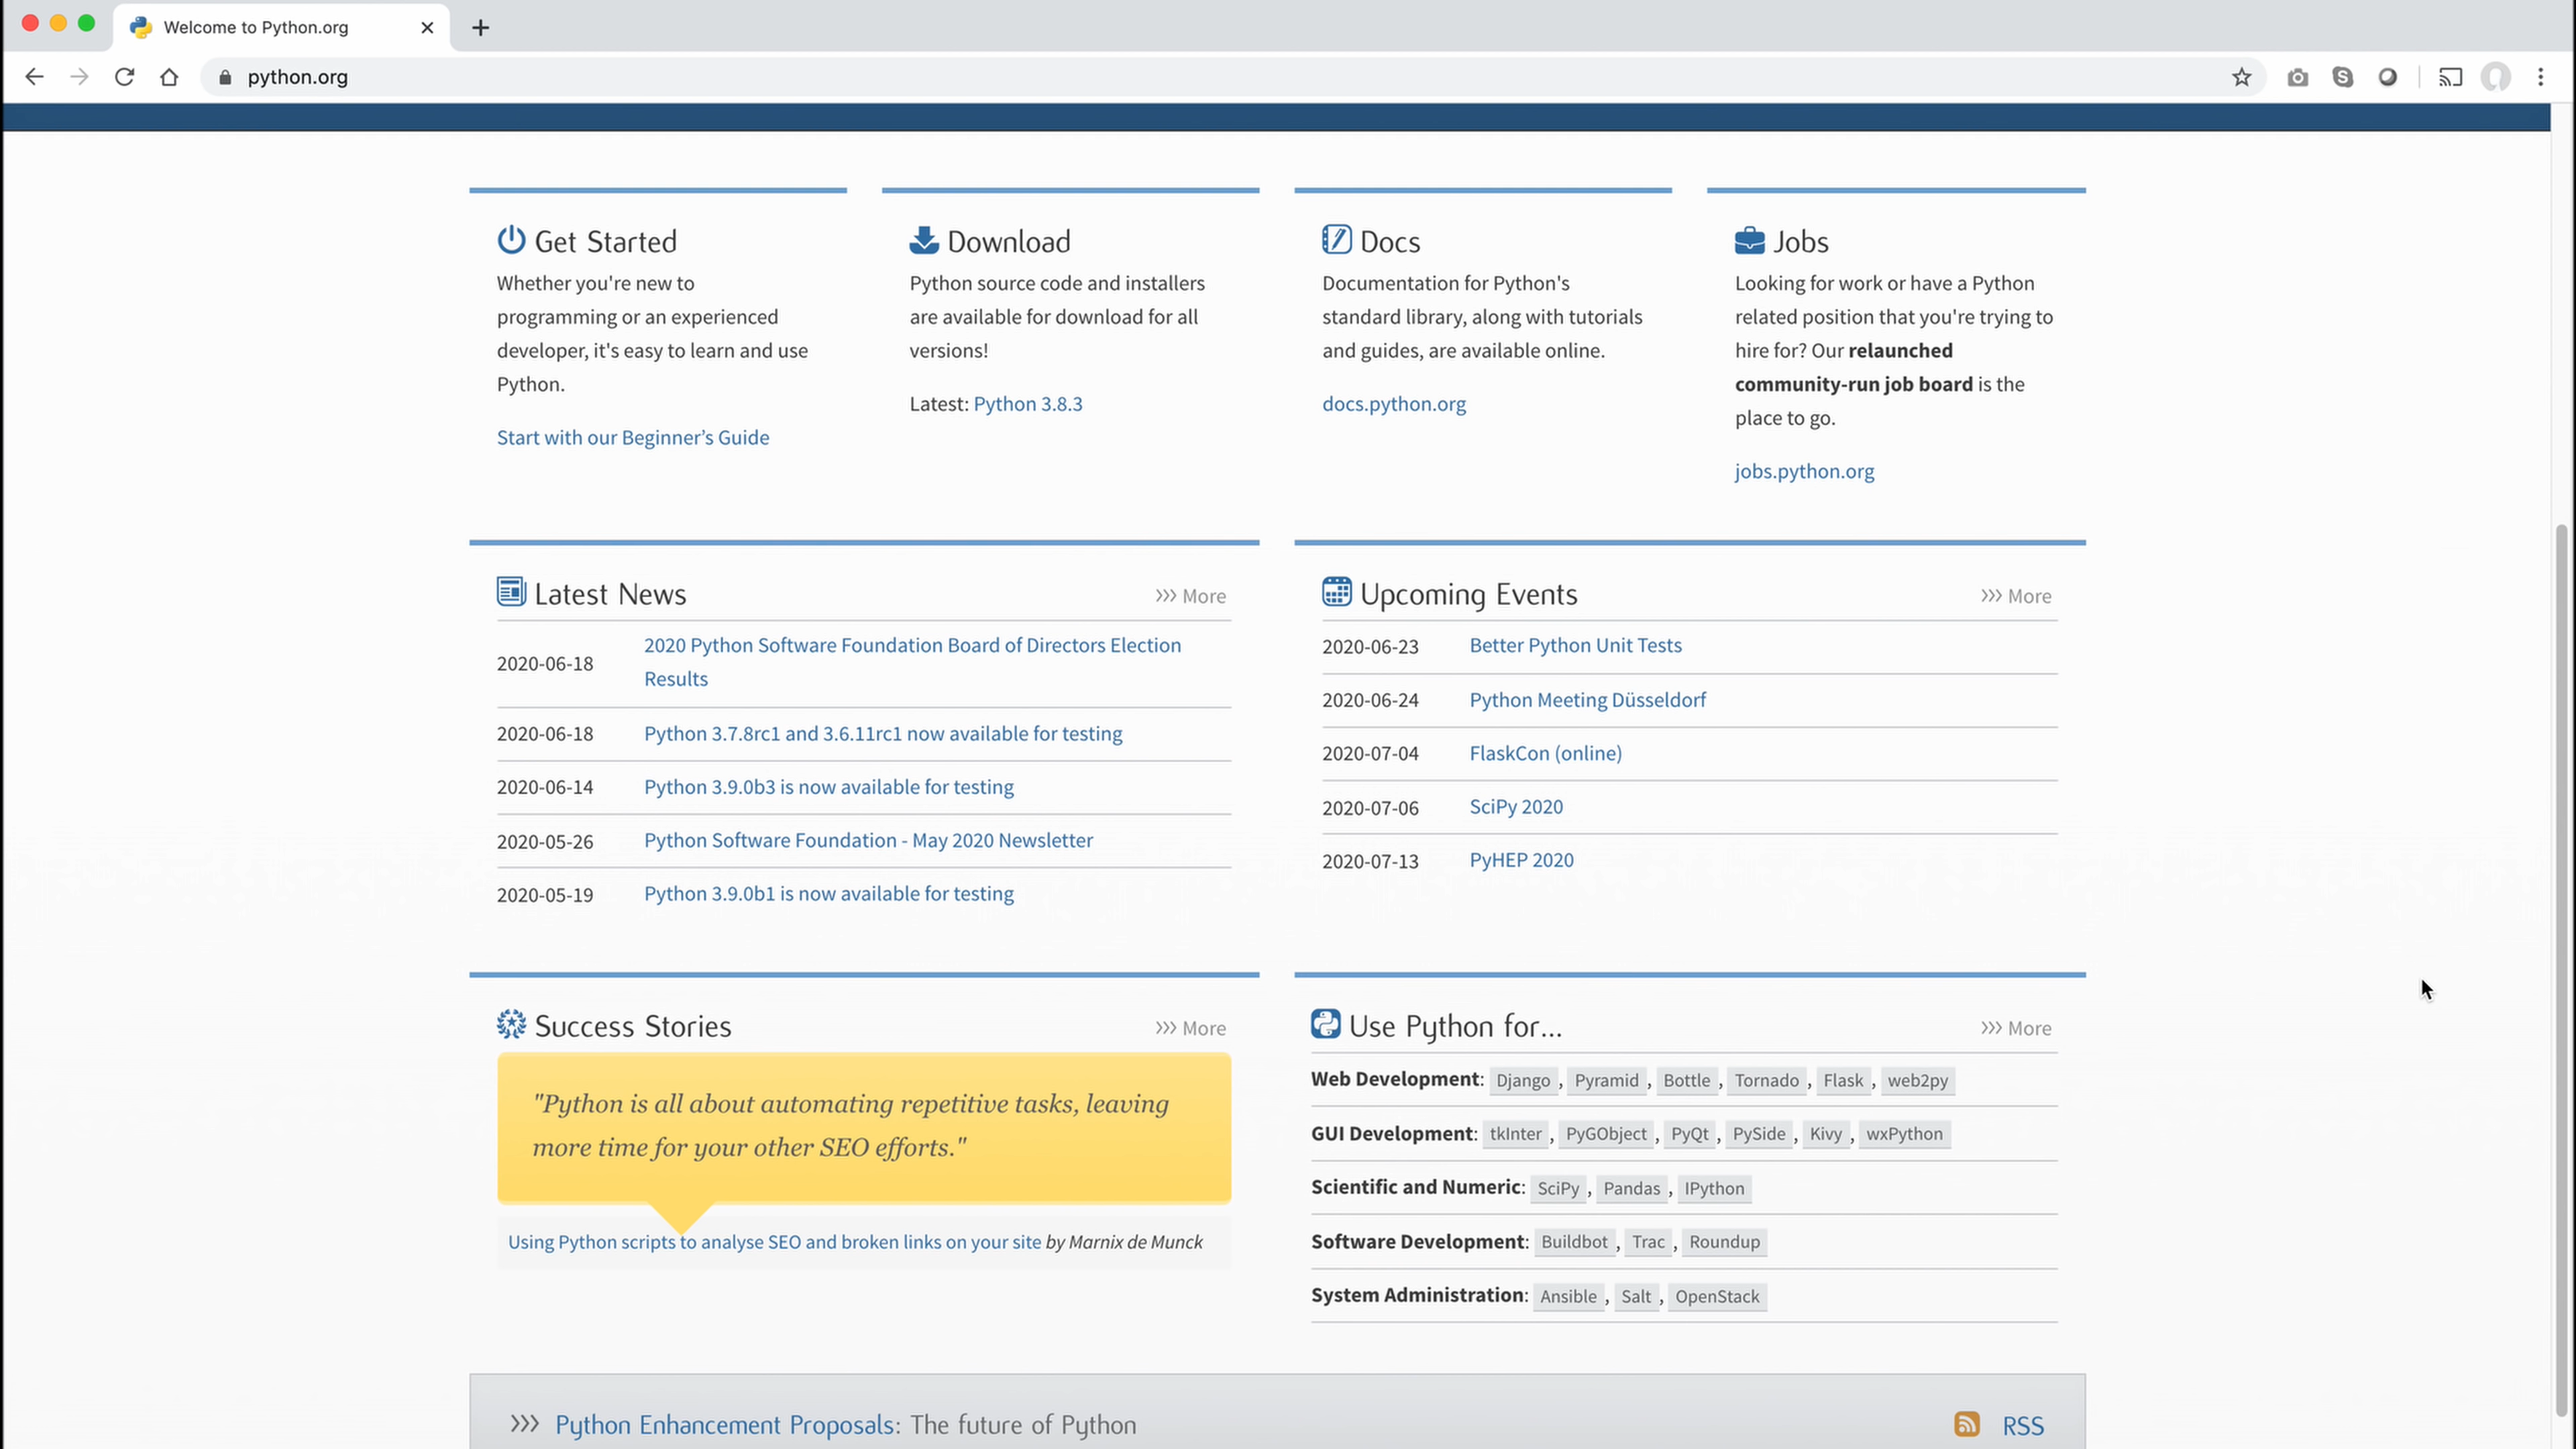 Welcome to Python.org
python.org
Get Started
Whether you're new to
programming or an experienced
developer, it's easy to learn and use
Python.
Start with our Beginner’s Guide
Download
Python source code and installers
are available for download for all
versions!
Latest: Python 3.8.3
Docs
Documentation for Python's
standard library, along with tutorials
and guides, are available online.
docs.python.org
Jobs
Looking for work or have a Python
related position that you're trying to
hire for? Our relaunched
community-run job board is the
place to go.
jobs.python.org
Latest News
>>> More
2020-06-18 2020 Python Software Foundation Board of Directors Election
Results
2020-06-18 Python 3.7.8rc1 and 3.6.11rc1 now available for testing
2020-06-14 Python 3.9.0b3 is now available for testing
2020-05-26 Python Software Foundation - May 2020 Newsletter
2020-05-19 Python 3.9.0b1 is now available for testing
Upcoming Events
>>> More
2020-06-23 Better Python Unit Tests
2020-06-24 Python Meeting Düsseldorf
2020-07-04 FlaskCon (online)
2020-07-06 SciPy 2020
2020-07-13 PyHEP 2020
Success Stories
>>> More
"Python is all about automating repetitive tasks, leaving
more time for your other SEO efforts."
Using Python scripts to analyse SEO and broken links on your site by Marnix de Munck
Use Python for...
>>> More
Web Development: Django , Pyramid , Bottle , Tornado , Flask , web2py
GUI Development: tkInter , PyGObject , PyQt , PySide , Kivy , wxPython
Scientific and Numeric: SciPy , Pandas , IPython
Software Development: Buildbot , Trac , Roundup
System Administration: Ansible , Salt , OpenStack
>>> Python Enhancement Proposals: The future of Python
RSS